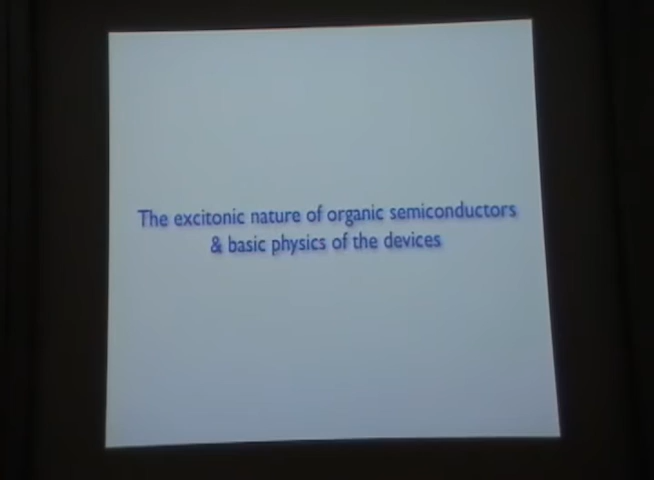 The excitonic nature of organic semiconductors
& basic physics of the devices